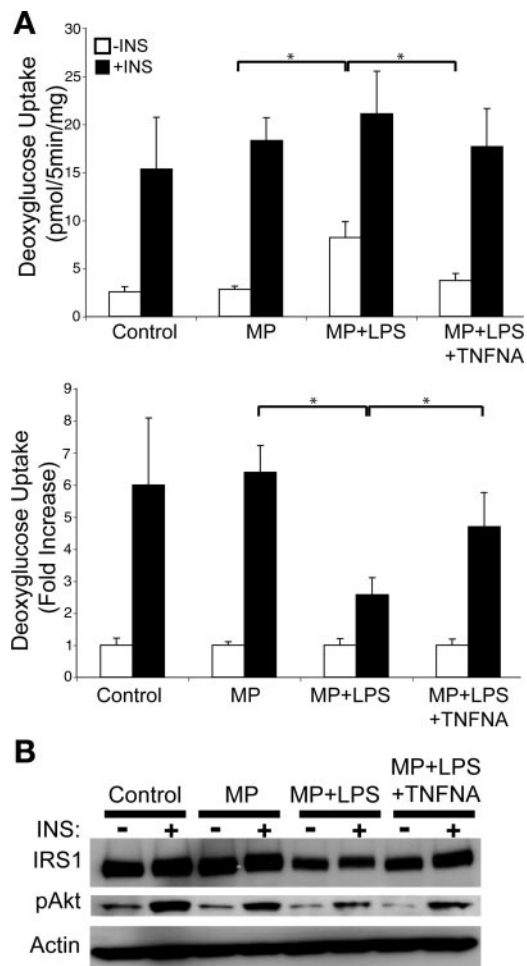 A
-INS
+INS
Deoxyglucose Uptake
(pmol/5min/mg)
30
25
20
15
10
5
0
* *
Control MP MP+LPS MP+LPS
+TNFNA
Deoxyglucose Uptake
(Fold Increase)
9
8
7
6
5
4
3
2
1
0
* *
Control MP MP+LPS MP+LPS
+TNFNA
B
Control MP MP+LPS MP+LPS
+TNFNA
INS: - + - + - + - +
IRS1
pAkt
Actin